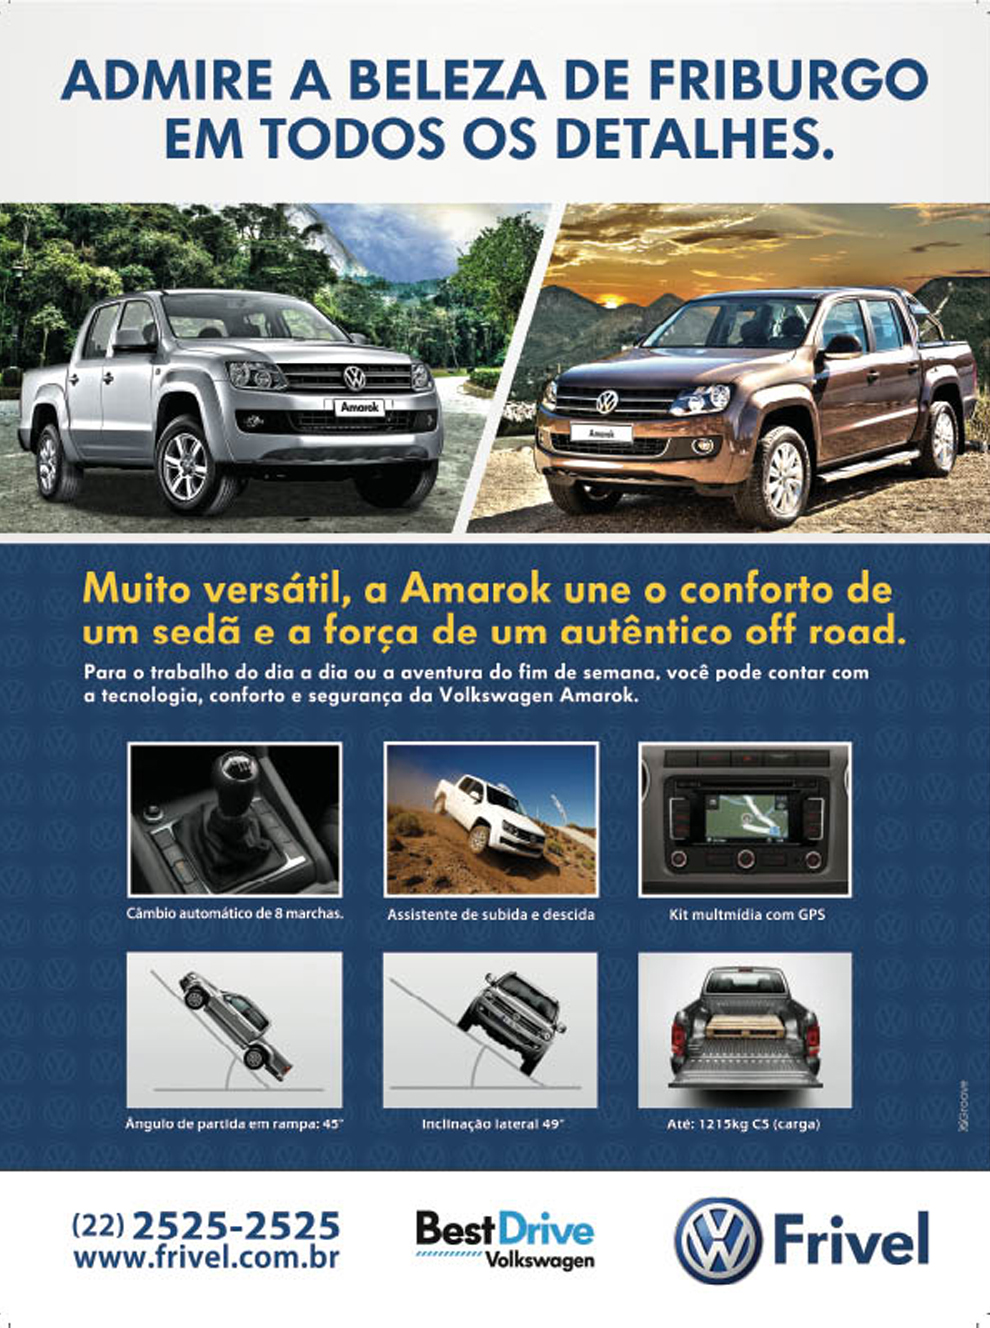 ADMIRE A BELEZA DE FRIBURGO
EM TODOS OS DETALHES.
Amarok
Amarok
Muito versátil, a Amarok une o conforto de
um sedã e a força de um autêntico off road.
Para o trabalho do dia a dia ou a aventura do fim de semana, você pode contar com
a tecnologia, conforto e segurança da Volkswagen Amarok.
Câmbio automático de 8 marchas.
Assistente de subida e descida
Kit multmídia com GPS
Ângulo de partida em rampa: 45°
Inclinação lateral 49°
Até: 1215kg CS (carga)
(22) 2525-2525
www.frivel.com.br
BestDrive
Volkswagen
Frivel